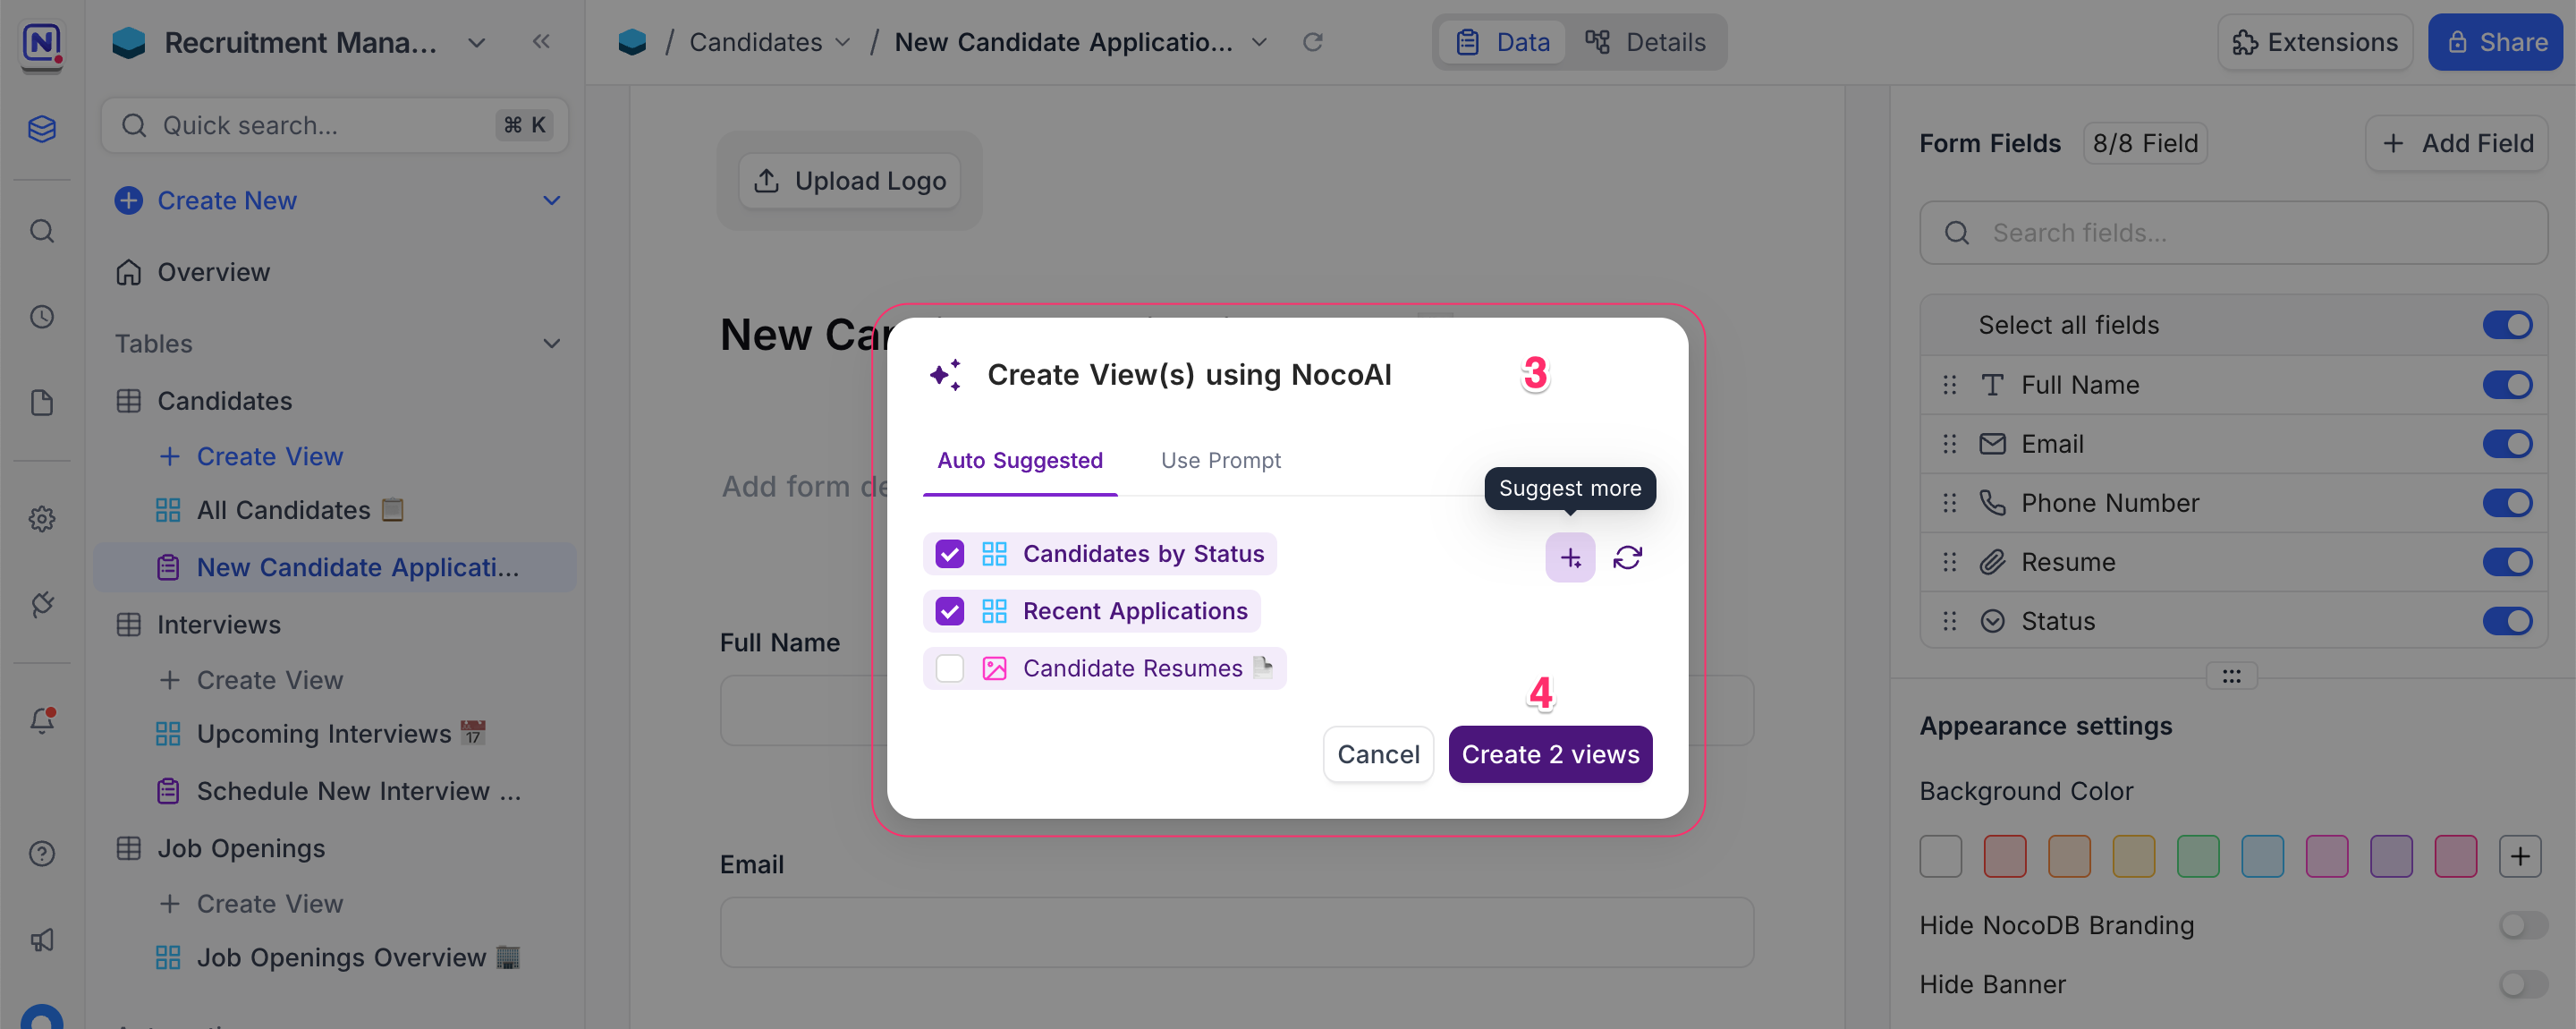 Recruitment Mana...
Quick search...
⌘ K
Create New
Overview
Tables
Candidates
Create View
All Candidates
New Candidate Applicati...
Interviews
Create View
Upcoming Interviews
17
Schedule New Interview ...
Job Openings
Create View
Job Openings Overview
/ Candidates / New Candidate Applicatio...
Data
Details
Extensions
Share
Upload Logo
New Ca
Add form de
Full Name
Email
Create View(s) using NocoAI
3
Auto Suggested
Use Prompt
Suggest more
Candidates by Status
Recent Applications
Candidate Resumes
4
Cancel
Create 2 views
Form Fields
8/8 Field
Add Field
Search fields...
Select all fields
Full Name
Email
Phone Number
Resume
Status
Appearance settings
Background Color
Hide NocoDB Branding
Hide Banner